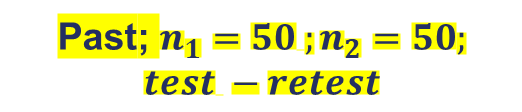 Past; n₁ = 50 ; n₂ = 50;
test – retest